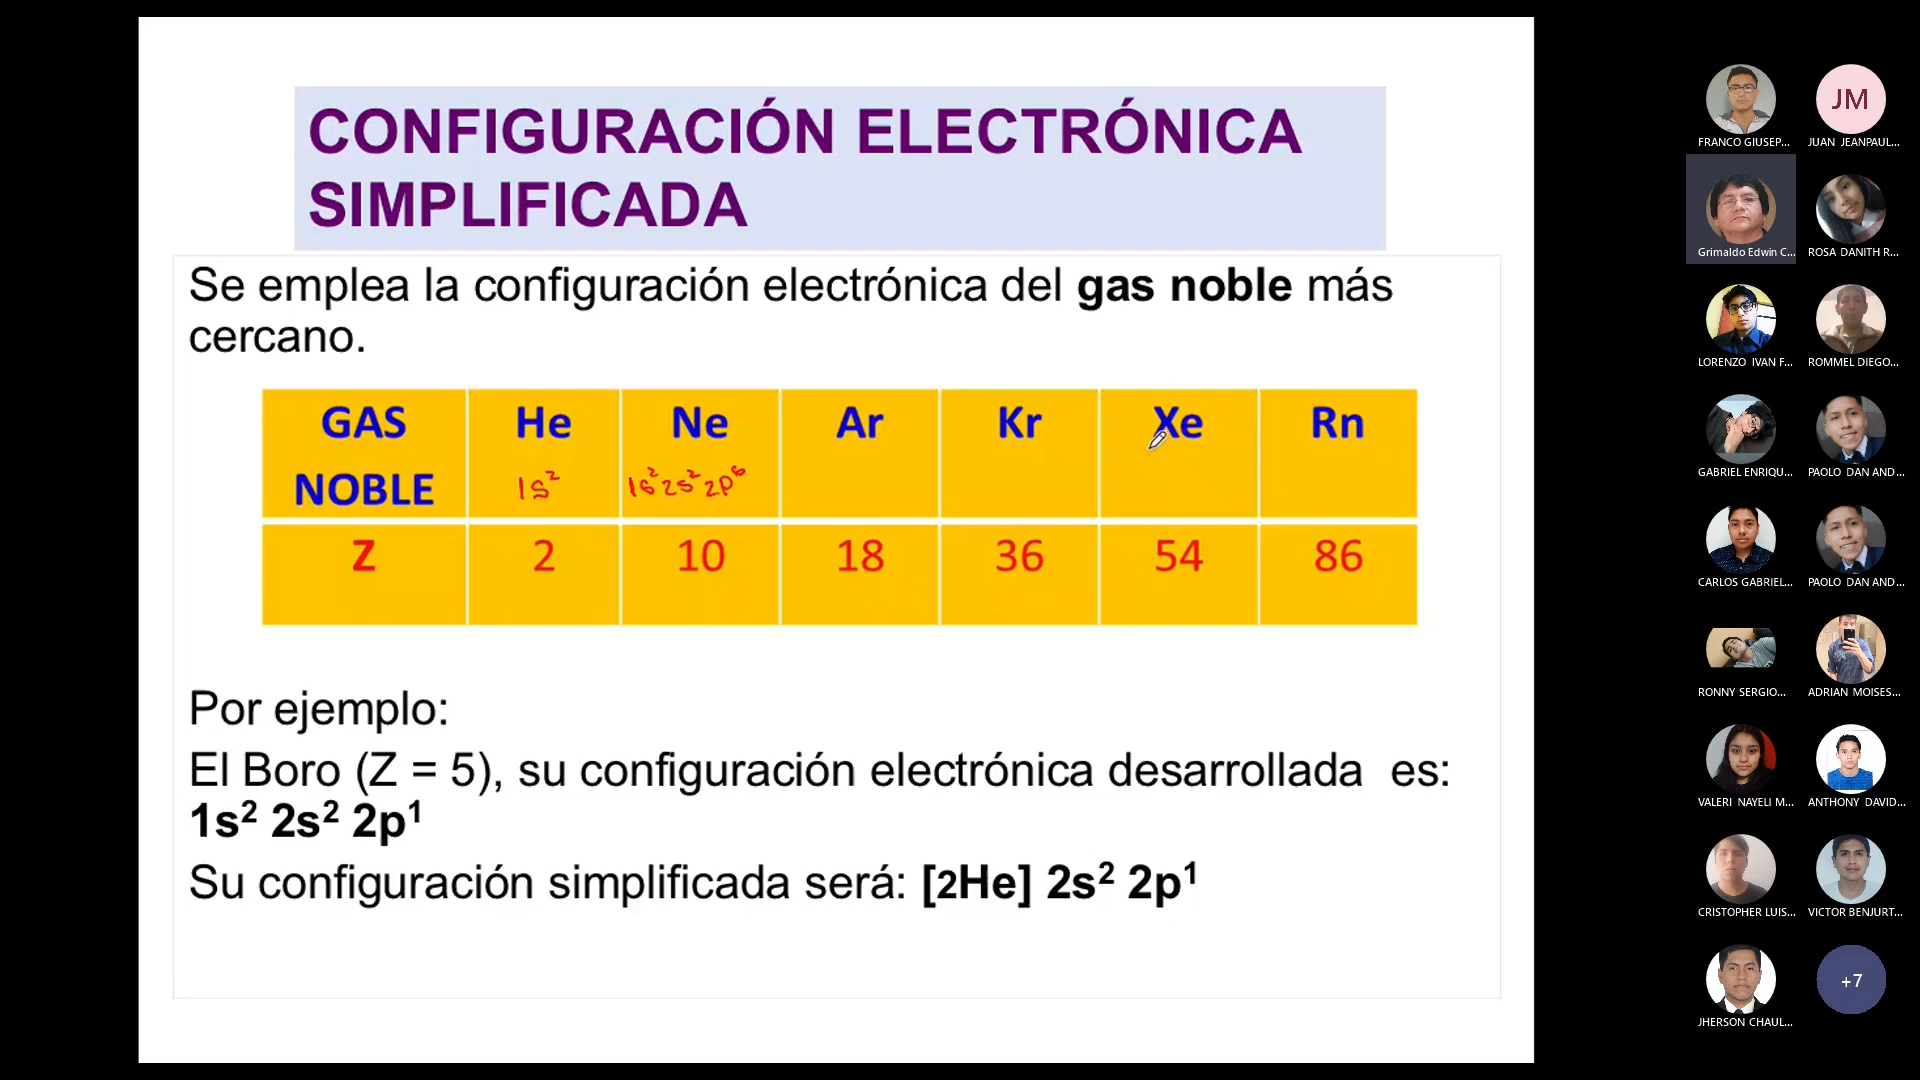 CONFIGURACIÓN ELECTRÓNICA
SIMPLIFICADA
Se emplea la configuración electrónica del gas noble más
cercano.
GAS NOBLE He Ne Ar Kr Xe Rn
1s² 1s²2s²2p⁶
Z 2 10 18 36 54 86
Por ejemplo:
El Boro (Z = 5), su configuración electrónica desarrollada es:
1s² 2s² 2p¹
Su configuración simplificada será: [2He] 2s² 2p¹
FRANCO GIUSEP...
JUAN JEANPAUL...
Grimaldo Edwin C...
ROSA DANITH R...
LORENZO IVAN F...
ROMMEL DIEGO...
GABRIEL ENRIQU...
PAOLO DAN AND...
CARLOS GABRIEL...
PAOLO DAN AND...
RONNY SERGIO...
ADRIAN MOISES...
VALERI NAYELI M...
ANTHONY DAVID...
CRISTOPHER LUIS...
VICTOR BENJURT...
JHERSON CHAUL...
JM
+7